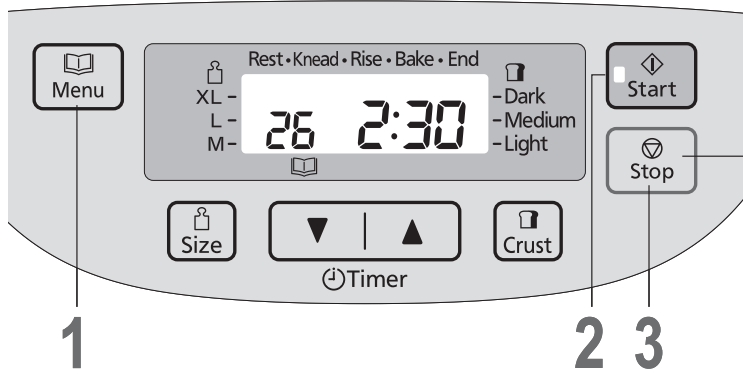 Rest • Knead • Rise • Bake • End
Menu
XL –
L –
M –
26 2:30
– Dark
– Medium
– Light
Start
Stop
Size
▼ | ▲
Timer
Crust
1
2
3